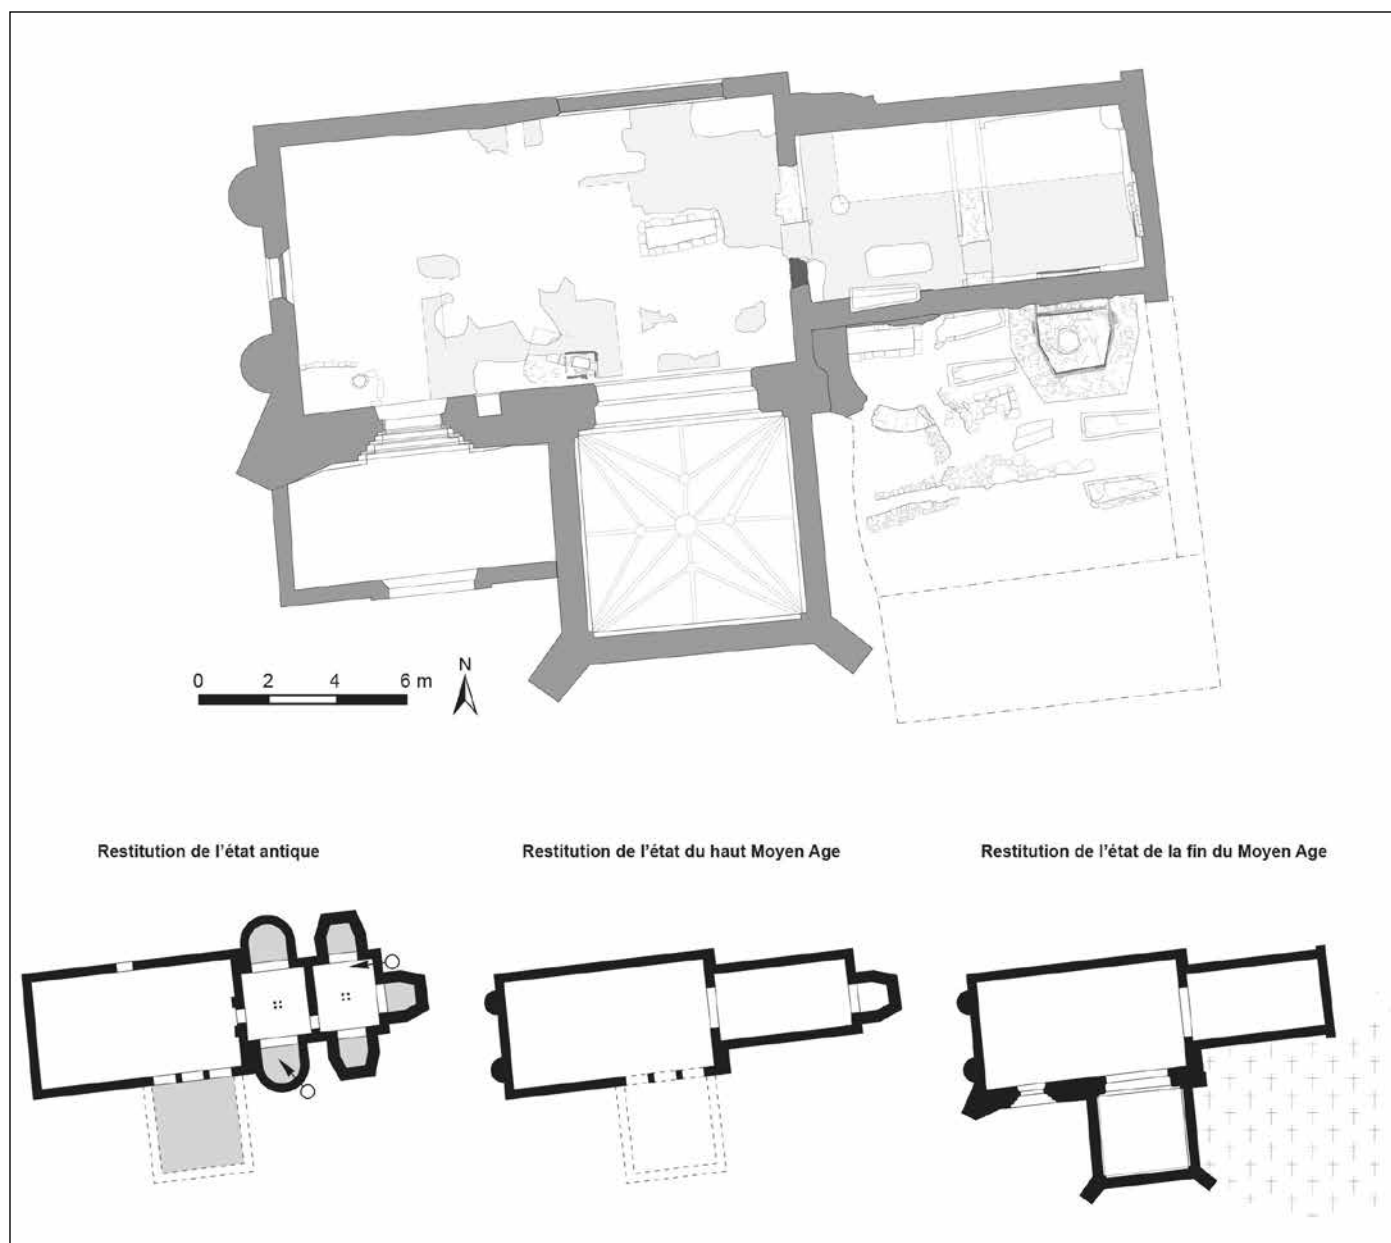 N
0 2 4 6 m
Restitution de l'état antique
Restitution de l'état du haut Moyen Age
Restitution de l'état de la fin du Moyen Age